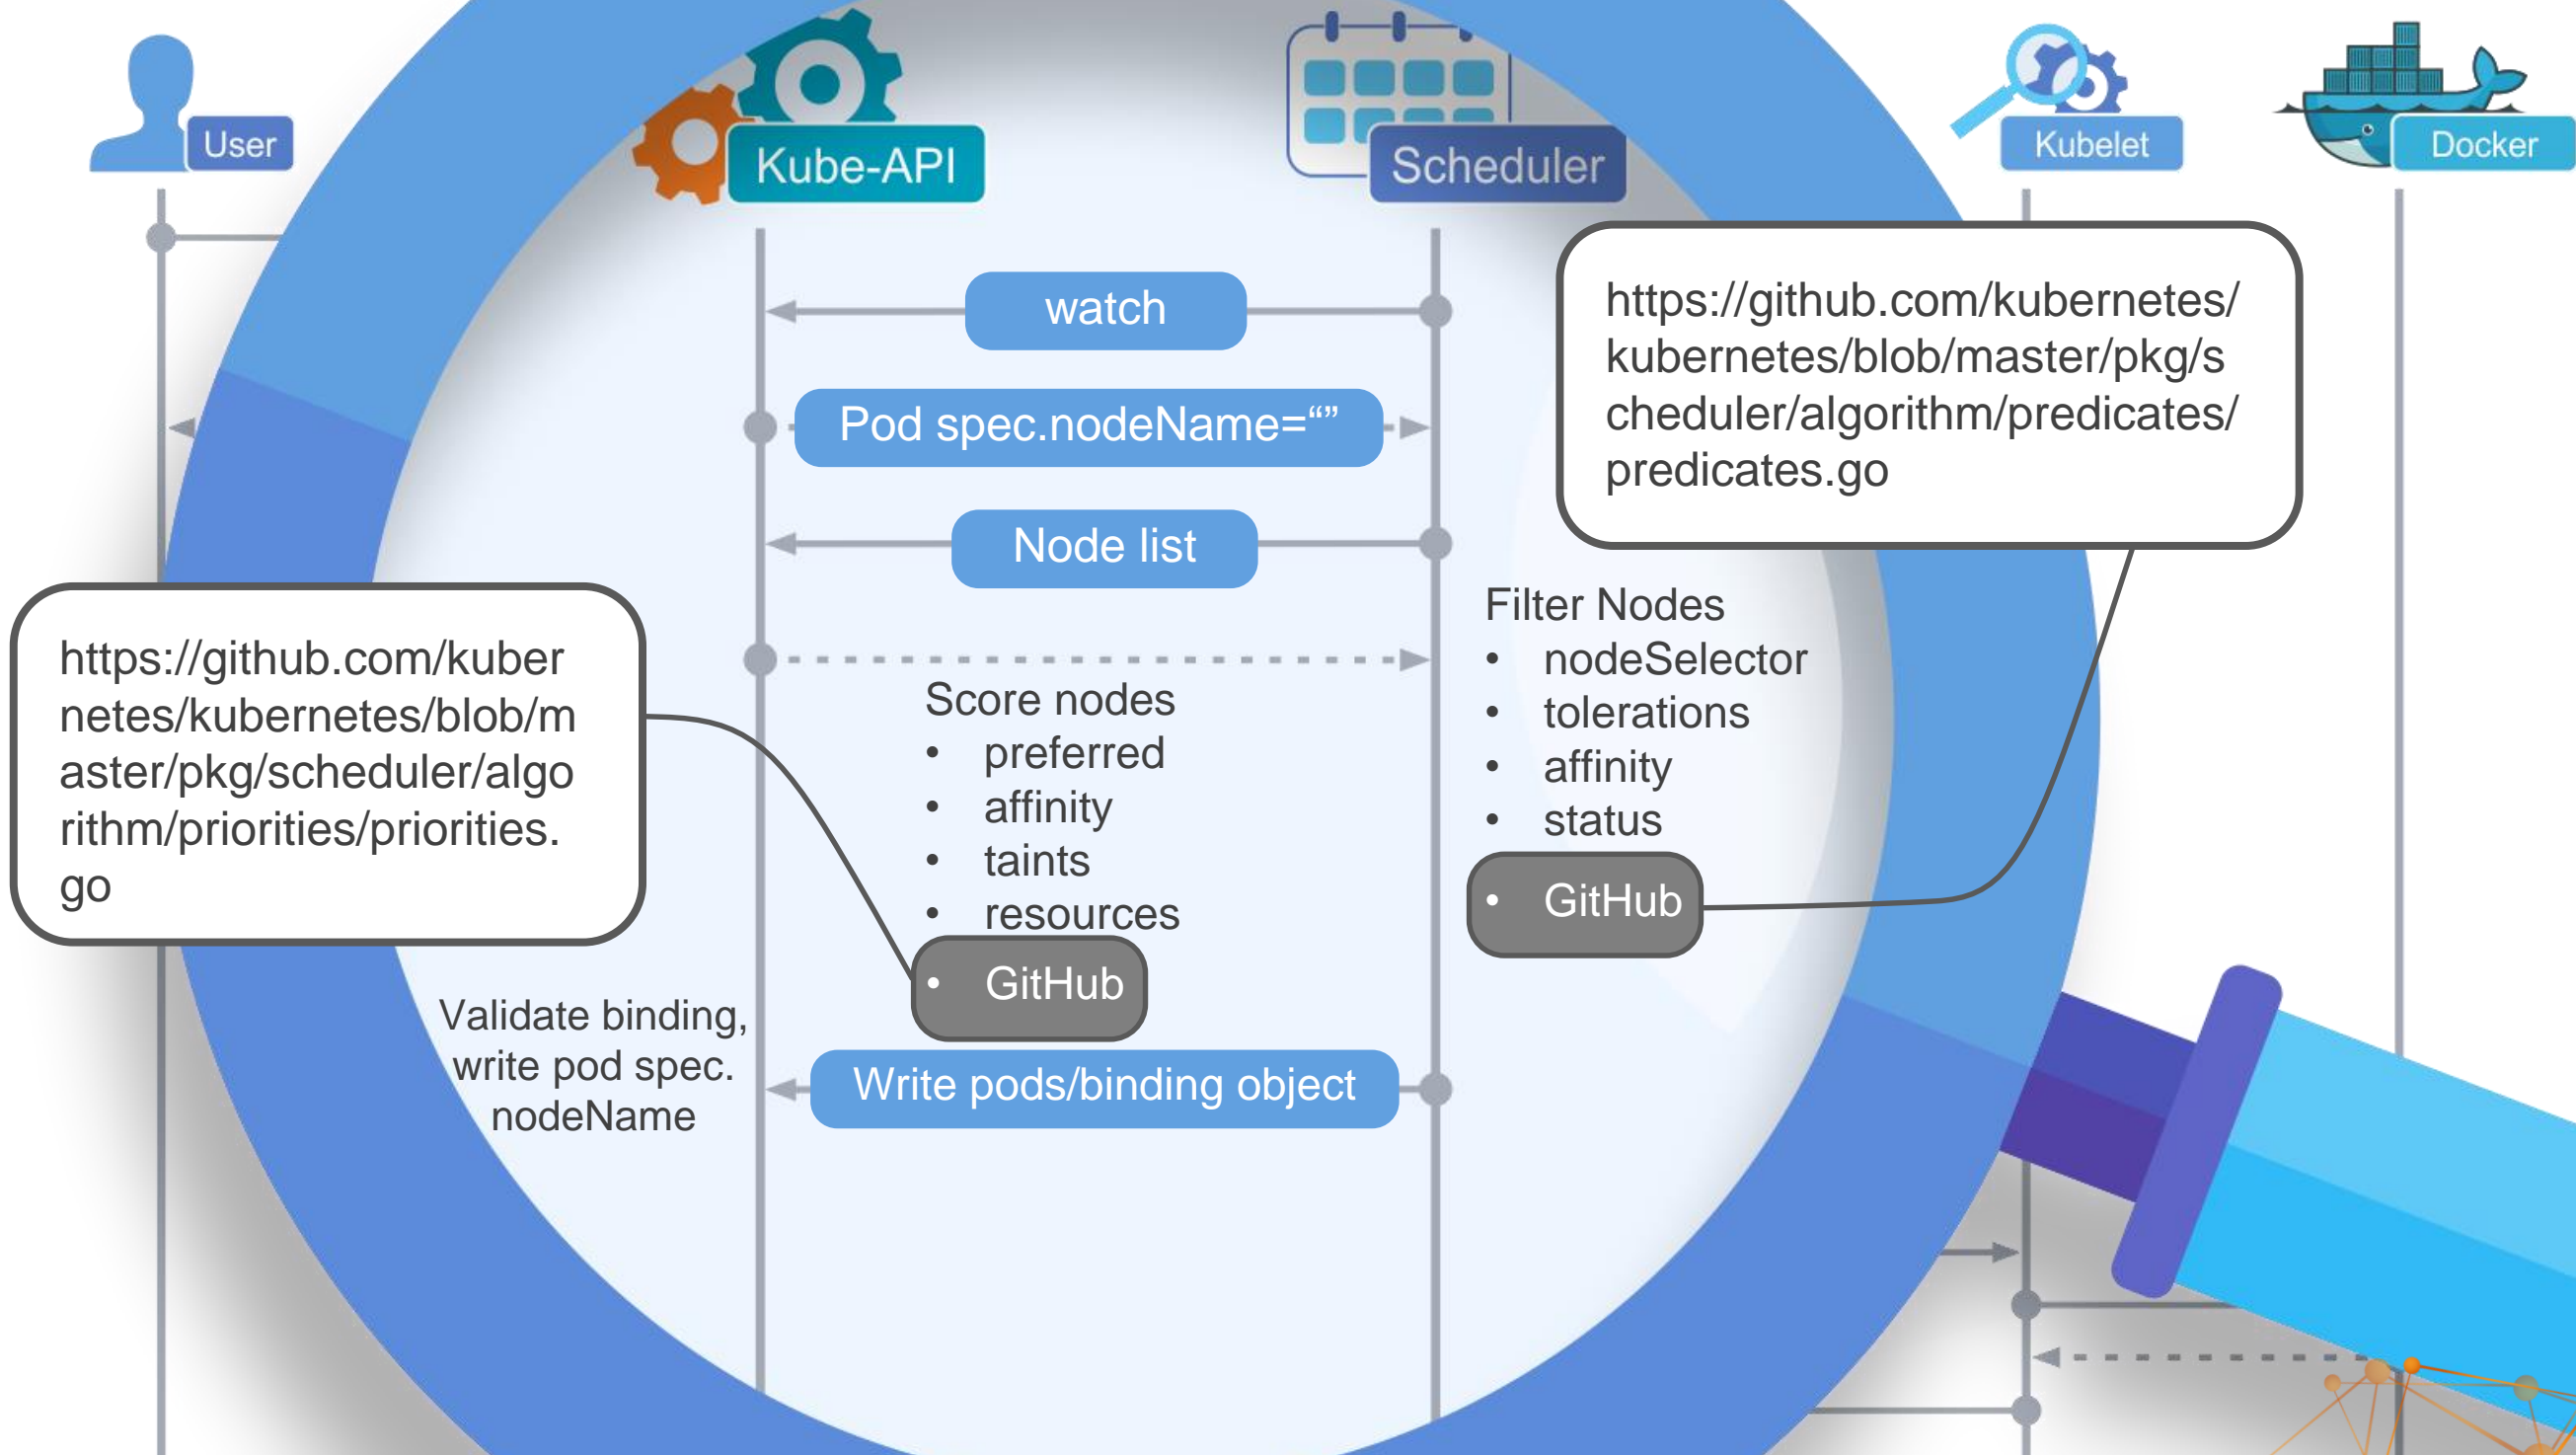 User
Kube-API
Scheduler
Kubelet
Docker
watch
Pod spec.nodeName=“”
Node list
https://github.com/kubernetes/
kubernetes/blob/master/pkg/s
cheduler/algorithm/predicates/
predicates.go
Filter Nodes
• nodeSelector
• tolerations
• affinity
• status
• GitHub
https://github.com/kuber
netes/kubernetes/blob/m
aster/pkg/scheduler/algo
rithm/priorities/priorities.
go
Score nodes
• preferred
• affinity
• taints
• resources
• GitHub
Validate binding,
write pod spec.
nodeName
Write pods/binding object